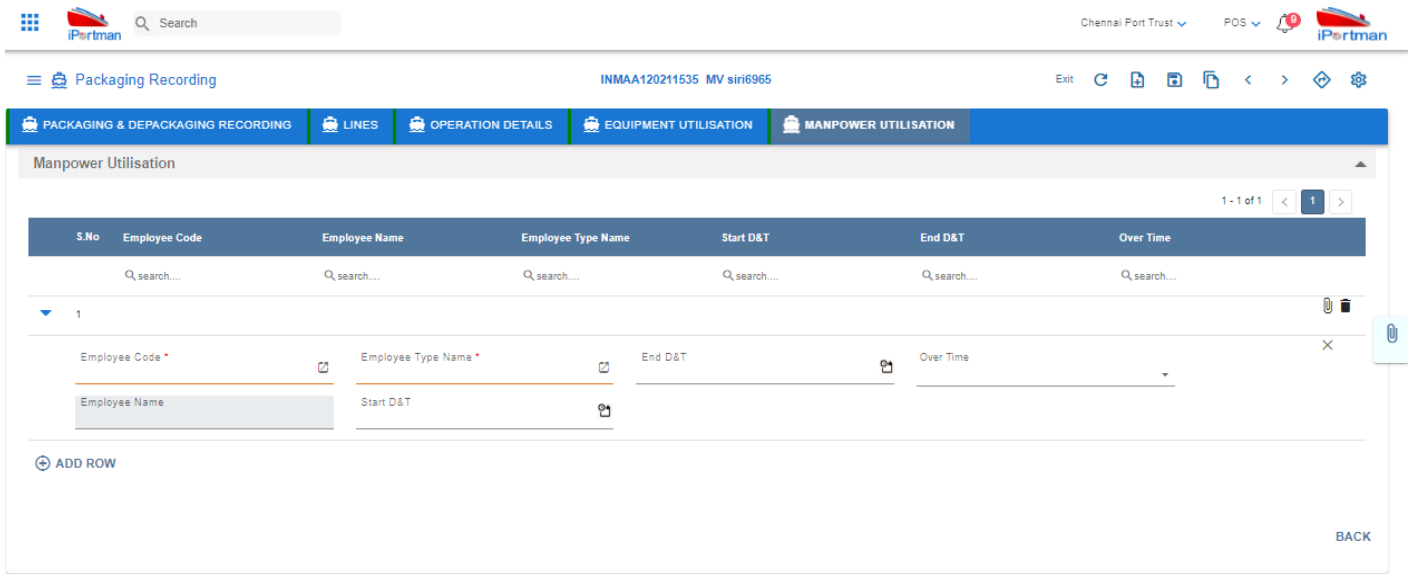 iPortman Search Chennai Port Trust POS 9 iPortman
Packaging Recording INMAA120211535 MV siri6965 Exit
PACKAGING & DEPACKAGING RECORDING LINES OPERATION DETAILS EQUIPMENT UTILISATION MANPOWER UTILISATION
Manpower Utilisation
1 - 1 of 1 < 1 >
S.No Employee Code Employee Name Employee Type Name Start D&T End D&T Over Time
search.... search.... search.... search.... search.... search....
1
Employee Code * Employee Type Name * End D&T Over Time
Employee Name Start D&T
ADD ROW
BACK